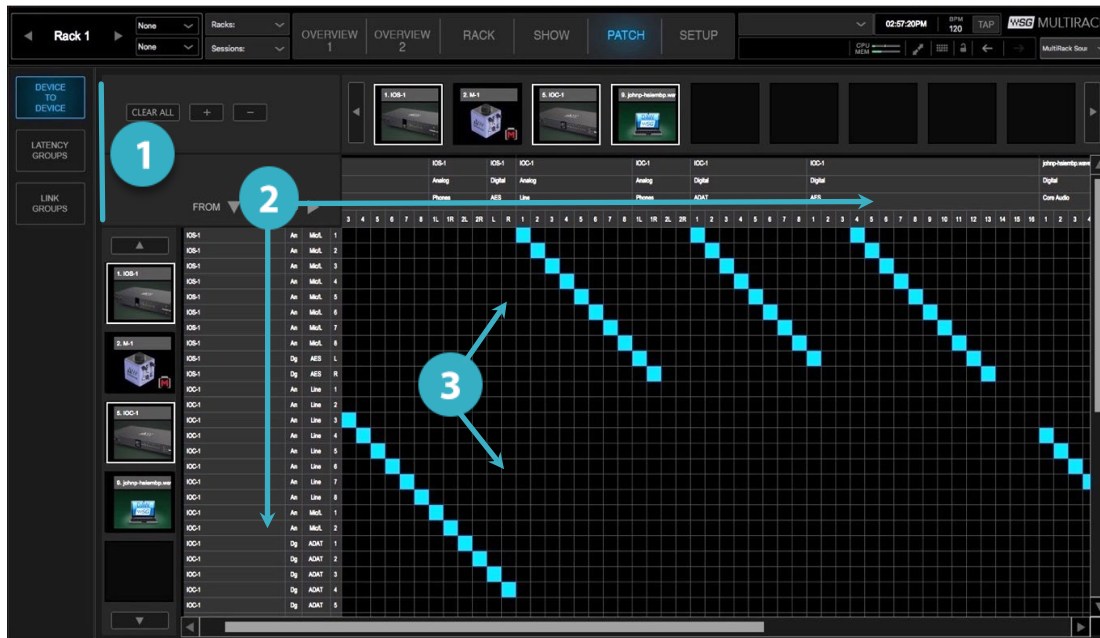 Rack 1
None
None
Racks:
Sessions:
OVERVIEW
1
OVERVIEW
2
RACK
SHOW
PATCH
SETUP
02:57:20PM
BPM
120
TAP
WSG MULTIRAC
CPU
MEM
MultiRack Soun
DEVICE
TO
DEVICE
LATENCY
GROUPS
LINK
GROUPS
CLEAR ALL
+
−
1
2
3
FROM
1. IOS-1
2. M-1
5. IOC-1
9. johnp-hsiembp.wav
IOS-1 IOS-1 IOC-1 IOC-1 IOC-1 IOC-1 johnp-hsiembp.wave
Analog Digital Analog Analog Digital Digital Digital
Phones AES Line Phones ADAT AES Core Audio
3 4 5 6 7 8 1L 1R 2L 2R L R 1 2 3 4 5 6 7 8 1L 1R 2L 2R 1 2 3 4 5 6 7 8 1 2 3 4 5 6 7 8 9 10 11 12 13 14 15 16 1 2 3 4
1. IOS-1
2. M-1
5. IOC-1
9. johnp-hsiembp.wav
IOS-1 An Mic/L 1
IOS-1 An Mic/L 2
IOS-1 An Mic/L 3
IOS-1 An Mic/L 4
IOS-1 An Mic/L 5
IOS-1 An Mic/L 6
IOS-1 An Mic/L 7
IOS-1 An Mic/L 8
IOS-1 Dg AES L
IOS-1 Dg AES R
IOC-1 An Line 1
IOC-1 An Line 2
IOC-1 An Line 3
IOC-1 An Line 4
IOC-1 An Line 5
IOC-1 An Line 6
IOC-1 An Line 7
IOC-1 An Line 8
IOC-1 An Mic/L 1
IOC-1 An Mic/L 2
IOC-1 Dg ADAT 1
IOC-1 Dg ADAT 2
IOC-1 Dg ADAT 3
IOC-1 Dg ADAT 4
IOC-1 Dg ADAT 5